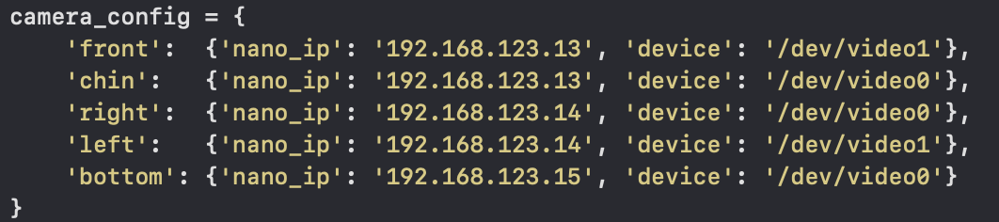 camera_config = {
    'front':  {'nano_ip': '192.168.123.13', 'device': '/dev/video1'},
    'chin':   {'nano_ip': '192.168.123.13', 'device': '/dev/video0'},
    'right':  {'nano_ip': '192.168.123.14', 'device': '/dev/video0'},
    'left':   {'nano_ip': '192.168.123.14', 'device': '/dev/video1'},
    'bottom': {'nano_ip': '192.168.123.15', 'device': '/dev/video0'}
}